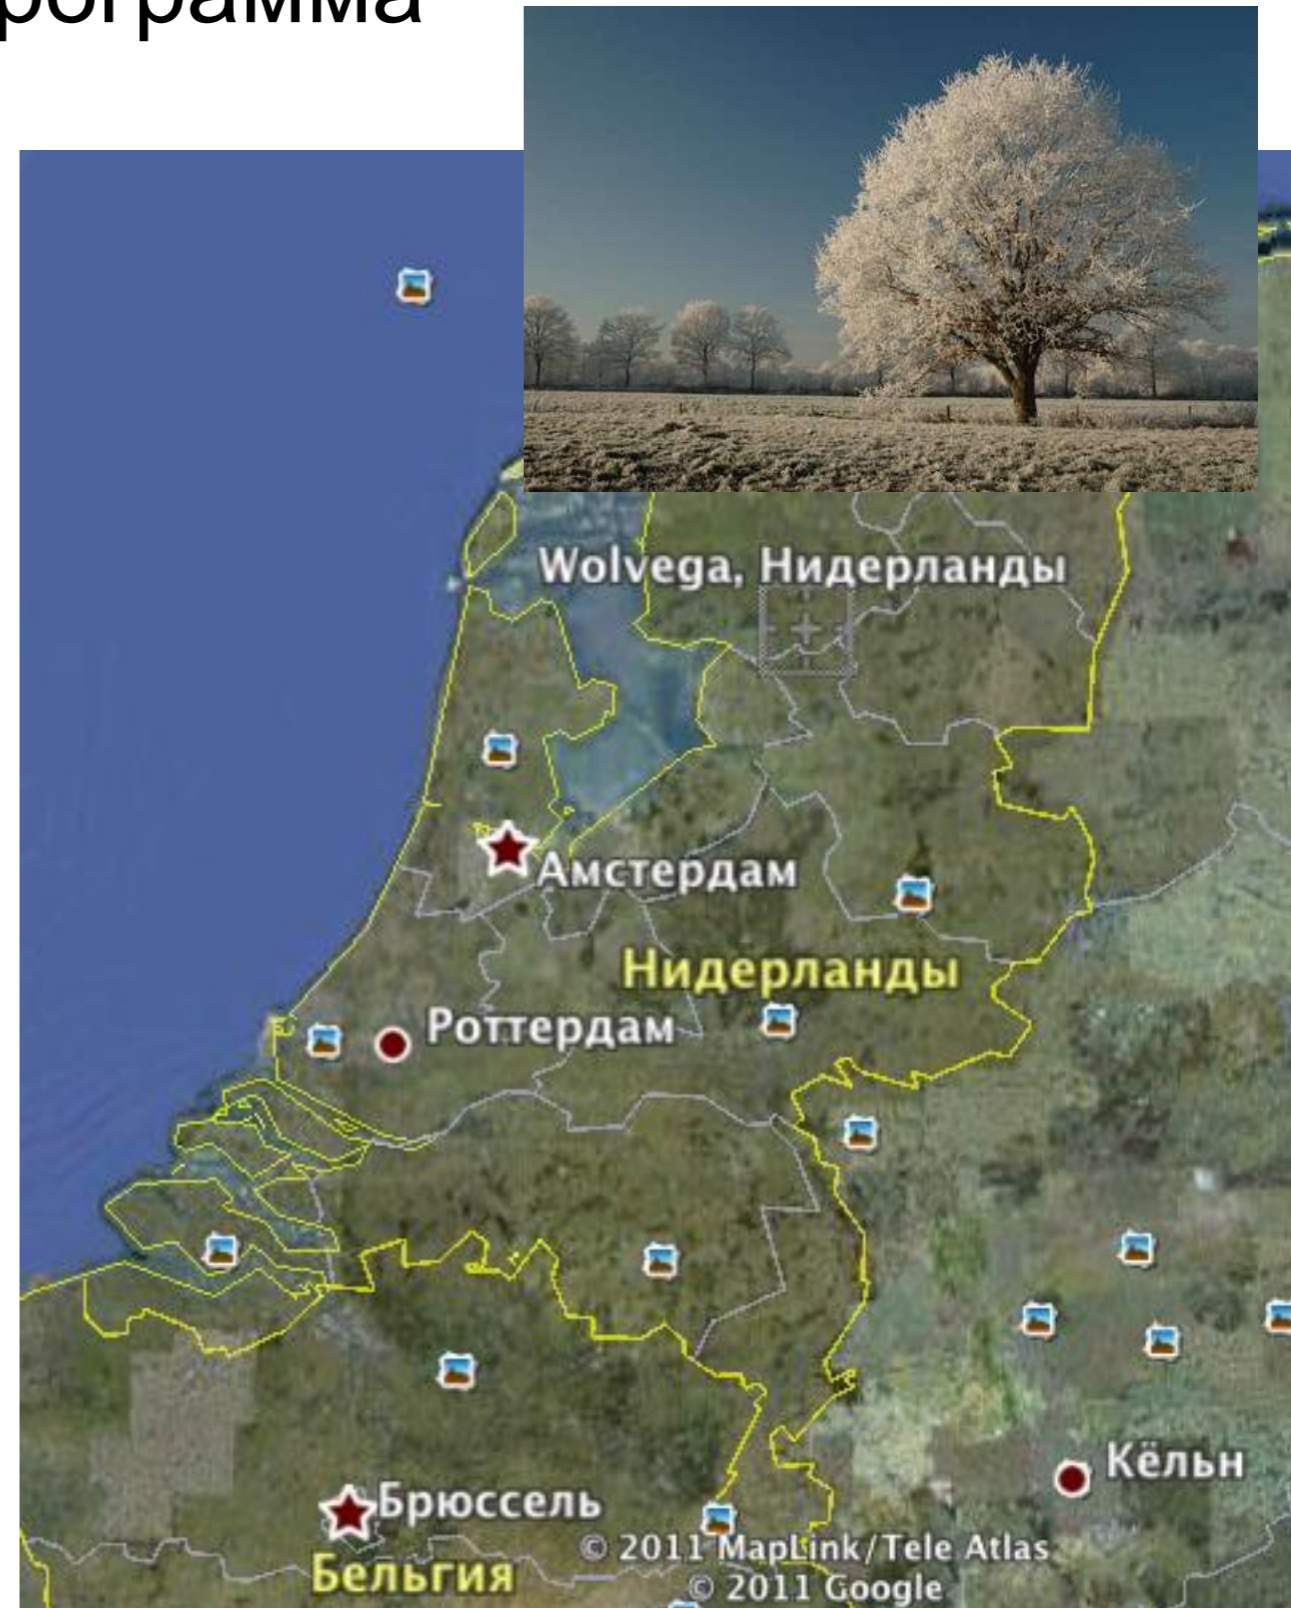 рограмма
Wolvega, Нидерланды
Амстердам
Нидерланды
Роттердам
Кёльн
Брюссель
Бельгия
© 2011 MapLink/Tele Atlas
© 2011 Google